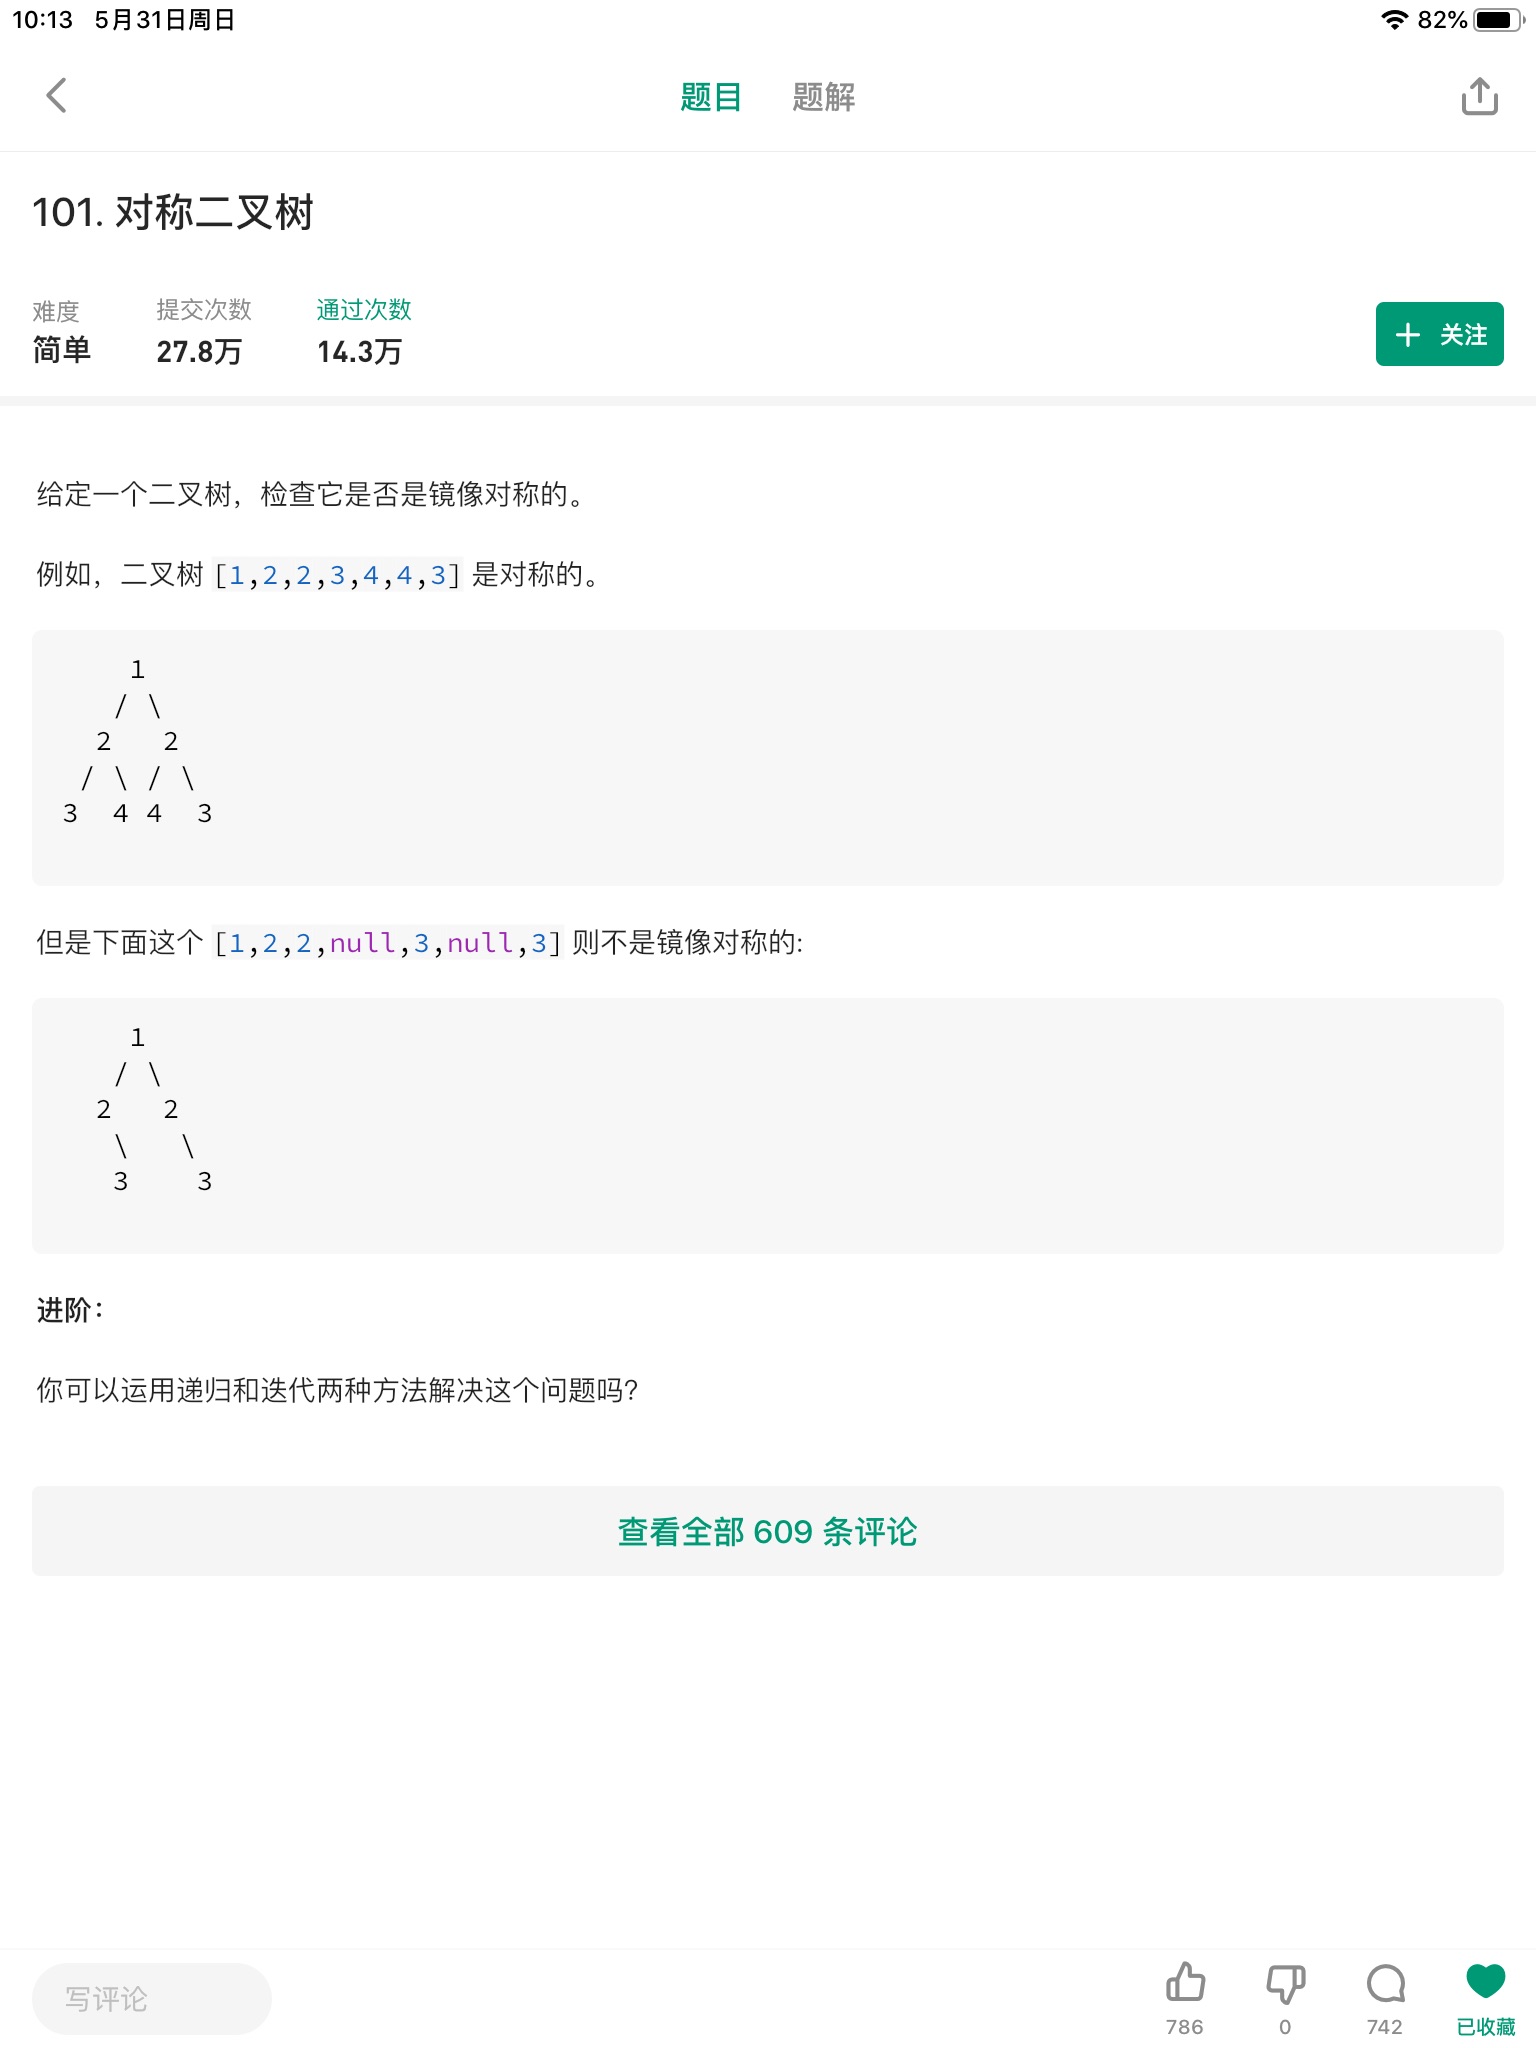 10:13 5月31日周日 82%
题目 题解
101. 对称二叉树
难度 提交次数 通过次数
简单 27.8万 14.3万
+ 关注
给定一个二叉树，检查它是否是镜像对称的。
例如，二叉树 [1,2,2,3,4,4,3] 是对称的。
    1
   / \
  2   2
 / \ / \
3  4 4  3
但是下面这个 [1,2,2,null,3,null,3] 则不是镜像对称的:
    1
   / \
  2   2
   \   \
   3    3
进阶：
你可以运用递归和迭代两种方法解决这个问题吗？
查看全部 609 条评论
写评论
786 0 742 已收藏